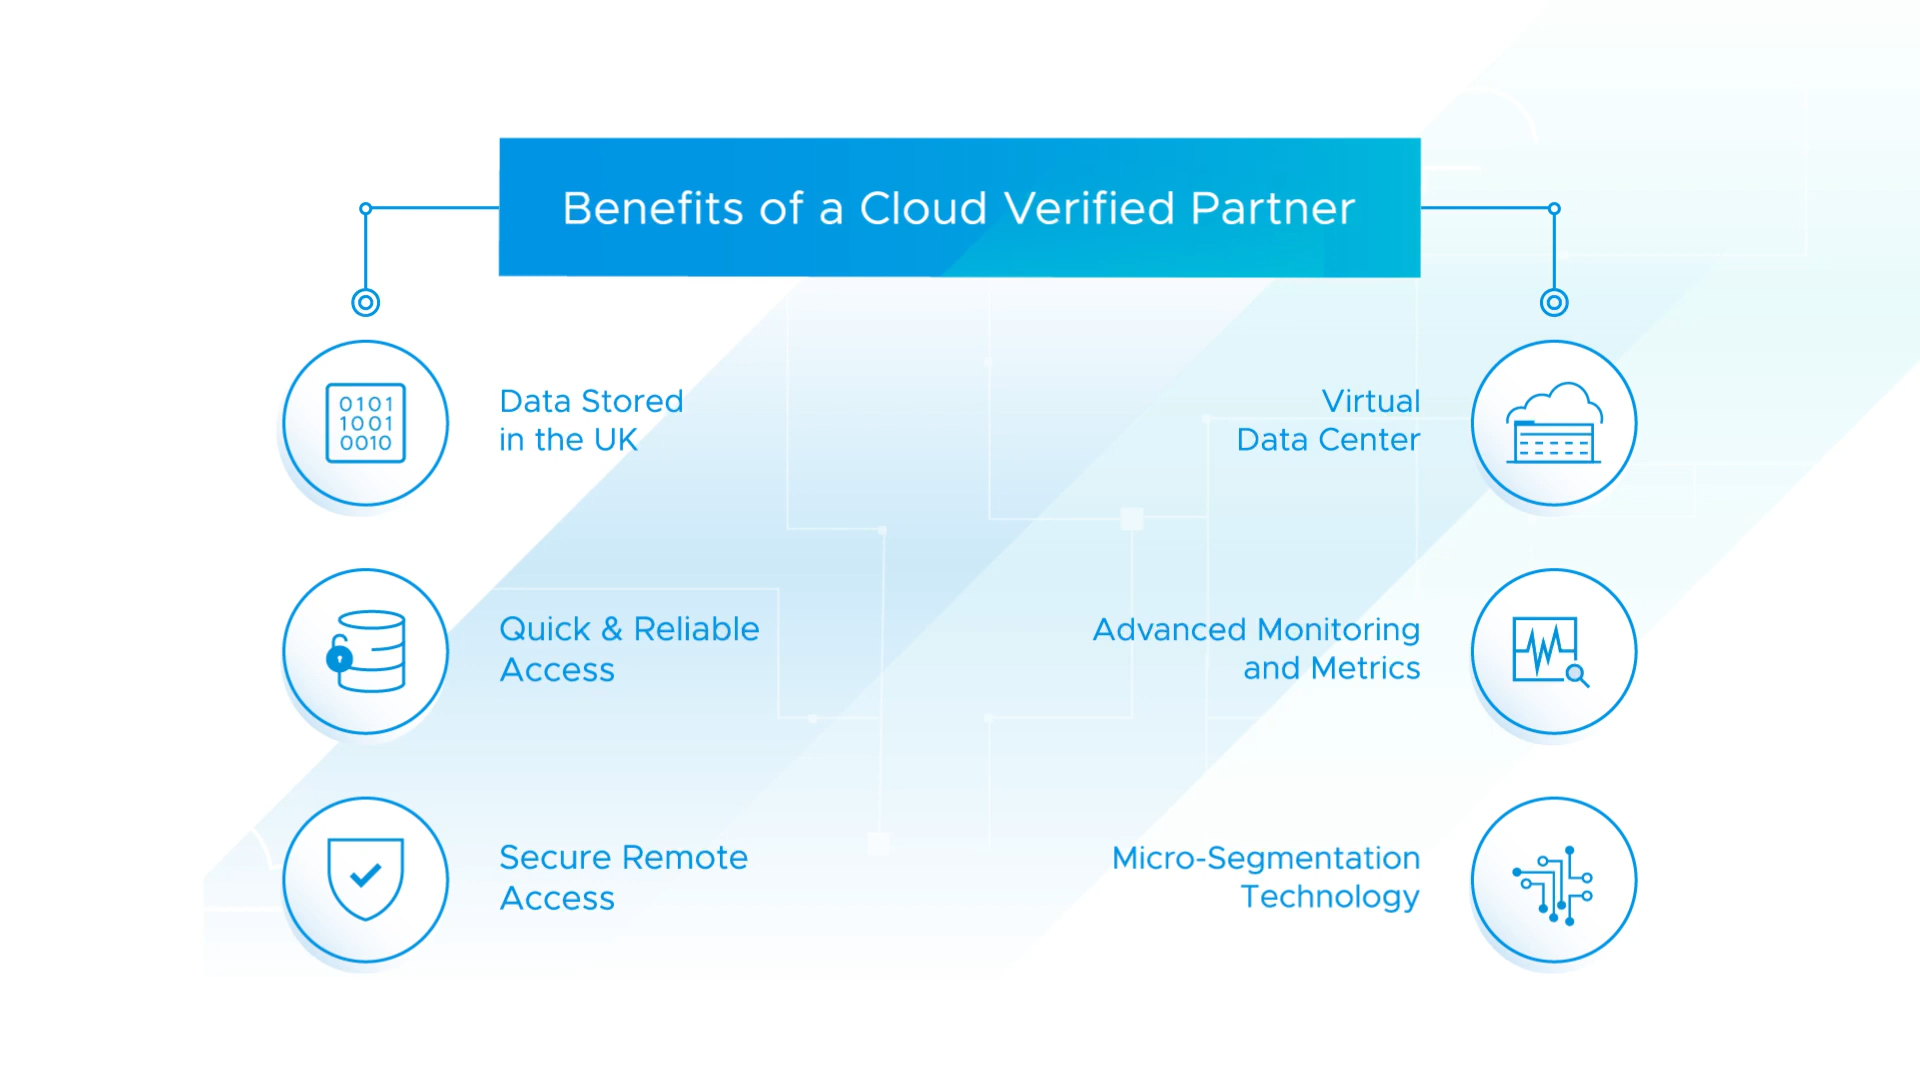 Benefits of a Cloud Verified Partner
0101
1001
0010
Data Stored
in the UK
Quick & Reliable
Access
Secure Remote
Access
Virtual
Data Center
Advanced Monitoring
and Metrics
Micro-Segmentation
Technology